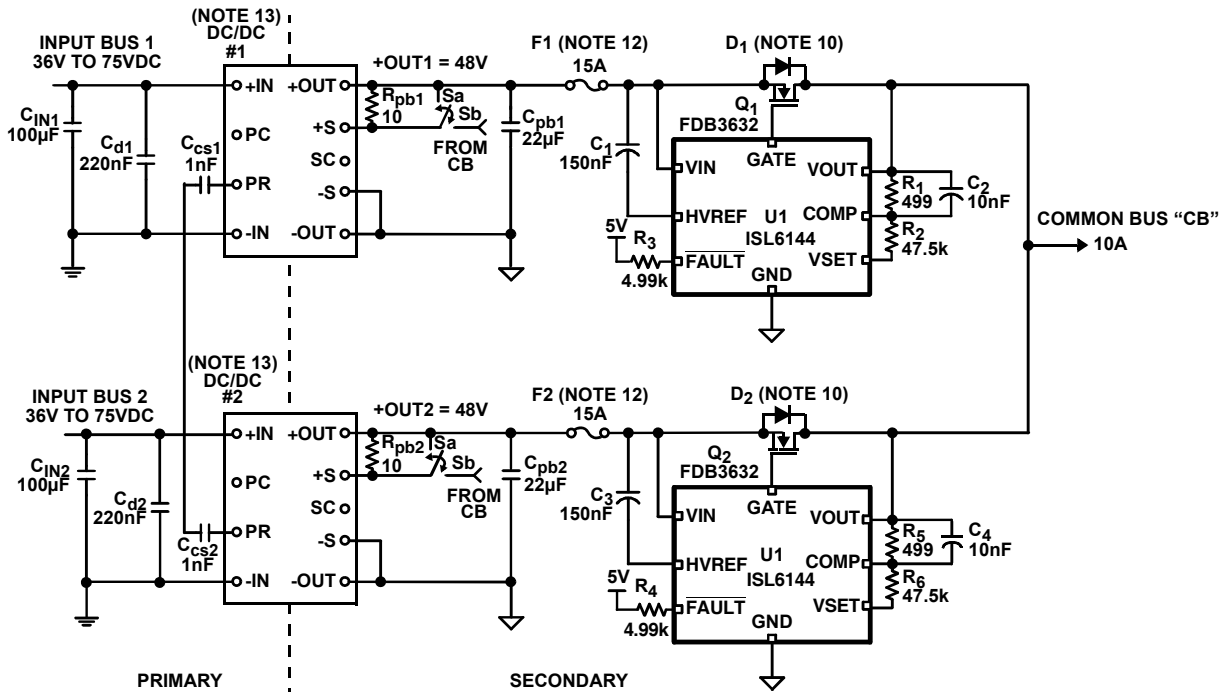 (NOTE 13)
DC/DC
#1
INPUT BUS 1
36V TO 75VDC
+OUT1 = 48V
F1 (NOTE 12)
15A
D1 (NOTE 10)
+IN
+OUT
Rpb1
10
Sa
Sb
FROM
CB
Cpb1
22µF
CIN1
100µF
Cd1
220nF
Ccs1
1nF
PC
+S
SC
PR
-S
-IN
-OUT
Q1
FDB3632
C1
150nF
GATE
VIN
VOUT
R1
499
C2
10nF
HVREF
U1
ISL6144
COMP
R2
47.5k
5V
R3
4.99k
FAULT
VSET
GND
COMMON BUS “CB”
10A
(NOTE 13)
DC/DC
#2
INPUT BUS 2
36V TO 75VDC
+OUT2 = 48V
F2 (NOTE 12)
15A
D2 (NOTE 10)
+IN
+OUT
Rpb2
10
Sa
Sb
FROM
CB
Cpb2
22µF
CIN2
100µF
Cd2
220nF
Ccs2
1nF
PC
+S
SC
PR
-S
-IN
-OUT
Q2
FDB3632
C3
150nF
GATE
VIN
VOUT
R5
499
C4
10nF
HVREF
U1
ISL6144
COMP
R6
47.5k
5V
R4
4.99k
FAULT
VSET
GND
PRIMARY
SECONDARY